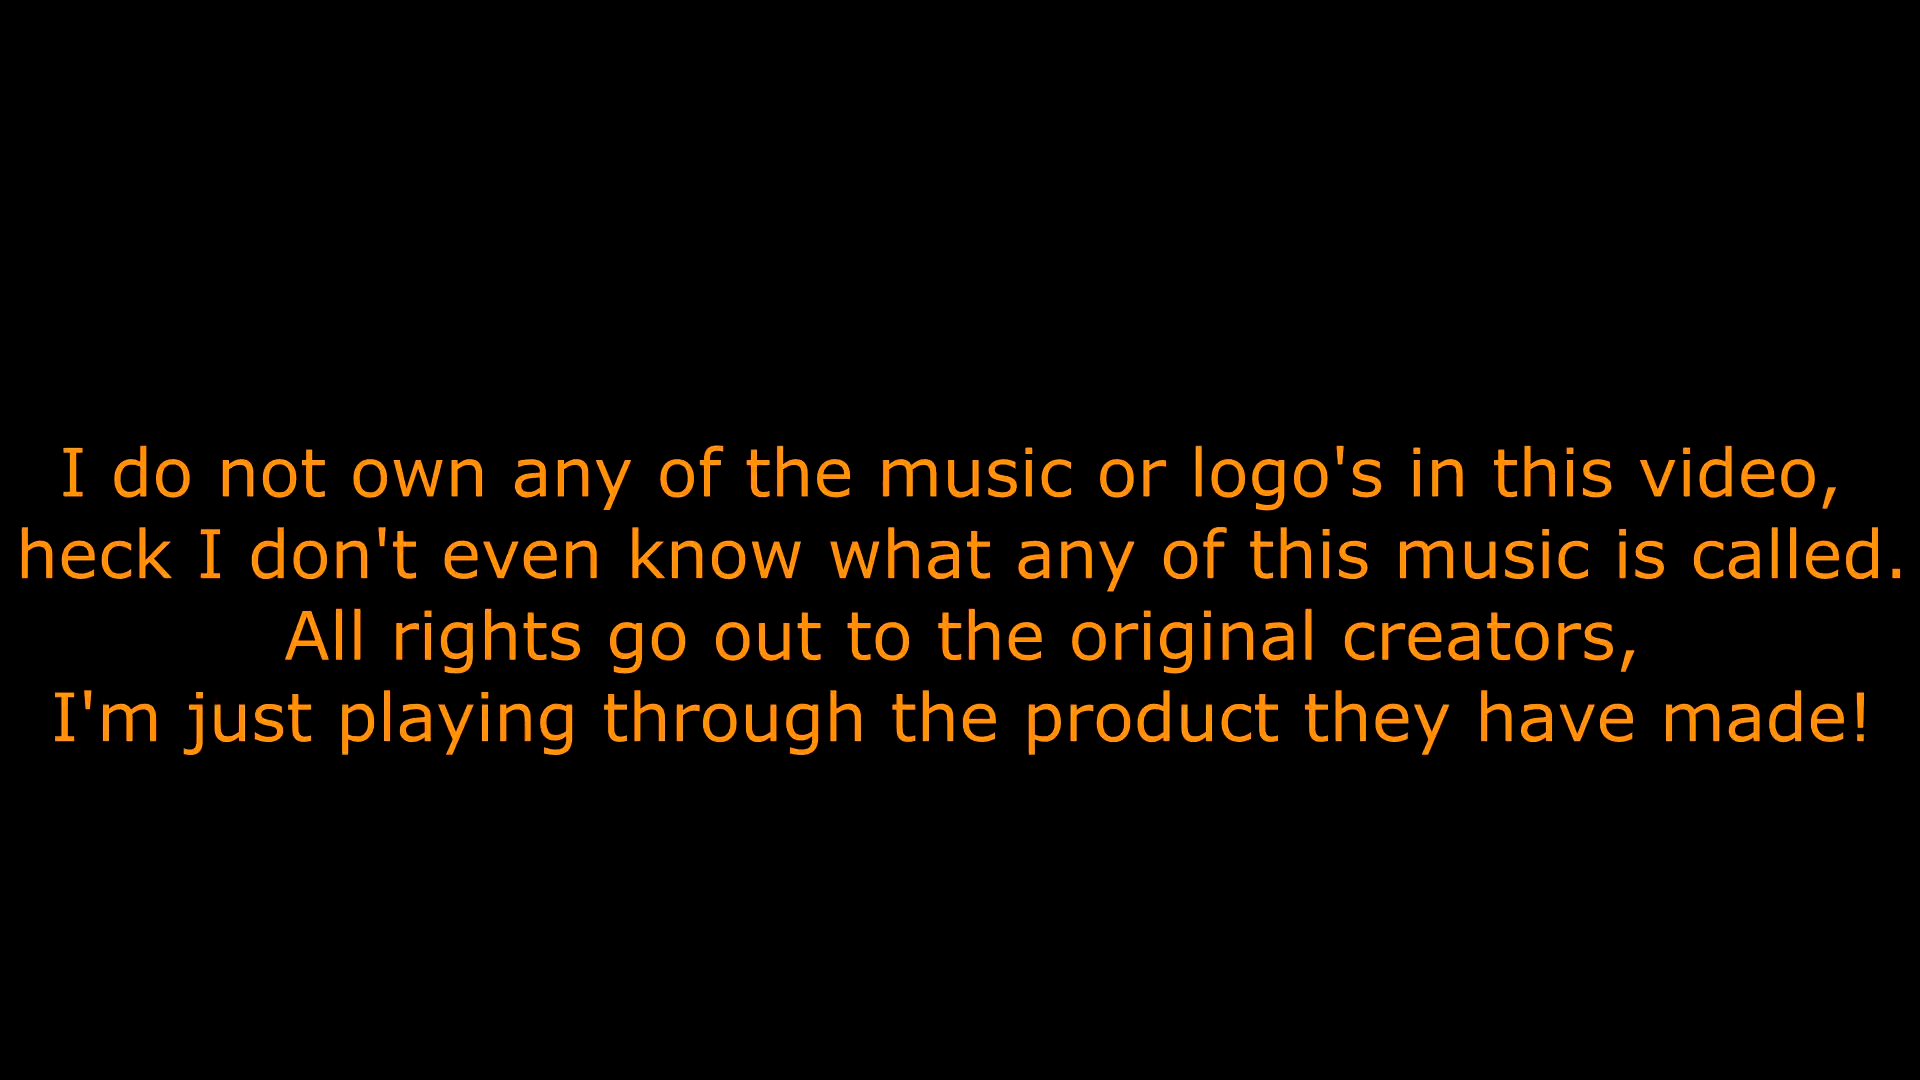 I do not own any of the music or logo's in this video,
heck I don't even know what any of this music is called.
All rights go out to the original creators,
I'm just playing through the product they have made!